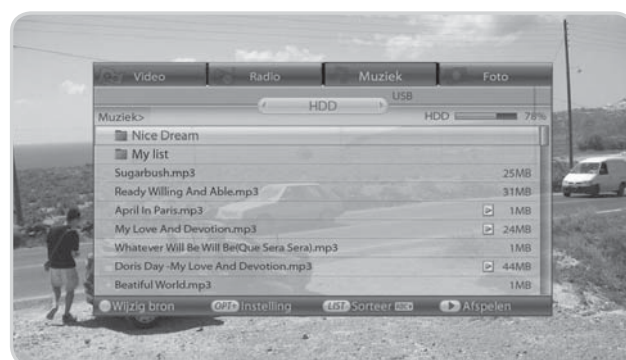 Video Radio Muziek Foto
HDD USB
Muziek> HDD 78%
Nice Dream
My list
Sugarbush.mp3 25MB
Ready Willing And Able.mp3 31MB
April In Paris.mp3 1MB
My Love And Devotion.mp3 24MB
Whatever Will Be Will Be(Que Sera Sera).mp3 1MB
Doris Day -My Love And Devotion.mp3 44MB
Beatiful World.mp3 1MB
Wijzig bron OPT+ Instelling LIST Sorteer ABC Afspelen